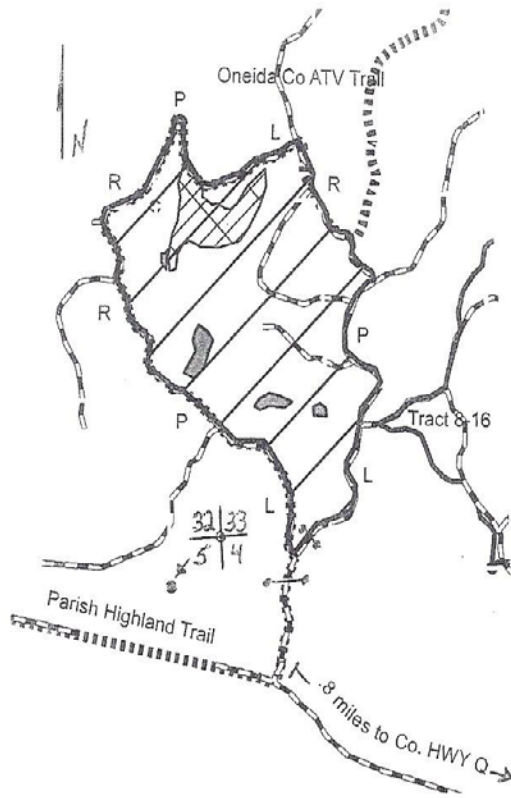 Oneida Co ATV Trail
N
P
L
R
R
R
P
P
Tract 8-16
L
L
32 33
5 4
Parish Highland Trail
.8 miles to Co. HWY Q